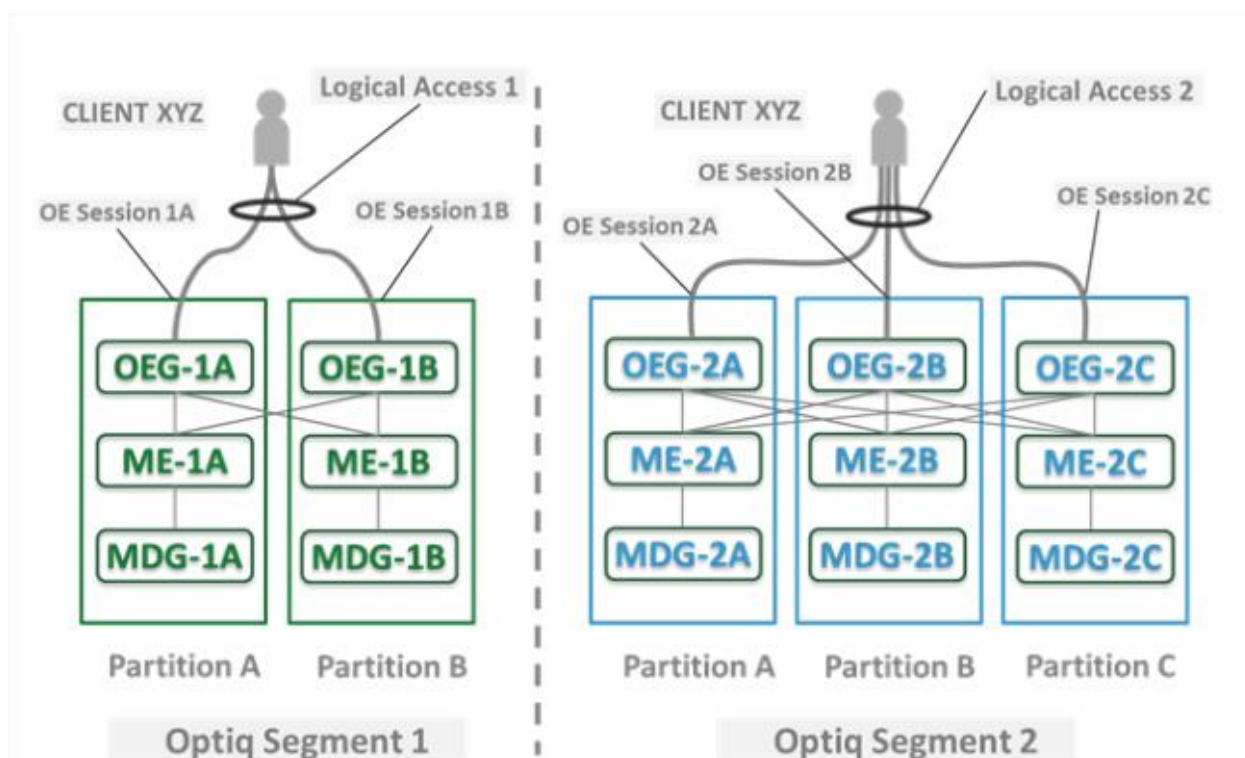 Logical Access 1
CLIENT XYZ
OE Session 1A
OE Session 1B
OEG-1A
OEG-1B
ME-1A
ME-1B
MDG-1A
MDG-1B
Partition A
Partition B
Optiq Segment 1
Logical Access 2
CLIENT XYZ
OE Session 2B
OE Session 2C
OE Session 2A
OEG-2A
OEG-2B
OEG-2C
ME-2A
ME-2B
ME-2C
MDG-2A
MDG-2B
MDG-2C
Partition A
Partition B
Partition C
Optiq Segment 2